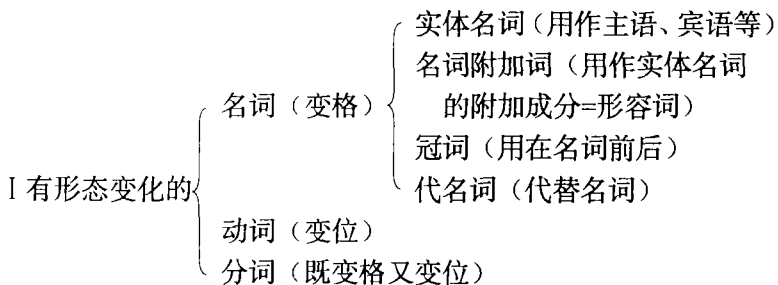 实体名词（用作主语、宾语等）
名词附加词（用作实体名词
的附加成分=形容词）
名词（变格）
冠词（用在名词前后）
代名词（代替名词）
Ⅰ有形态变化的
动词（变位）
分词（既变格又变位）